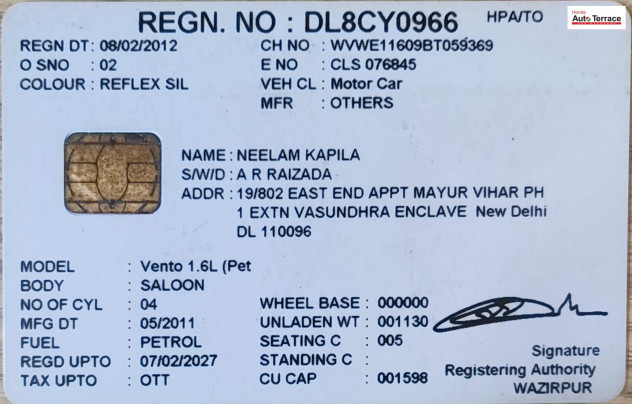 REGN. NO : DL8CY0966 HPA/TO
Honda
Auto Terrace
REGN DT: 08/02/2012 CH NO : WVWE11609BT059369
O SNO : 02 E NO : CLS 076845
COLOUR : REFLEX SIL VEH CL : Motor Car
MFR : OTHERS
NAME : NEELAM KAPILA
S/W/D : A R RAIZADA
ADDR : 19/802 EAST END APPT MAYUR VIHAR PH
1 EXTN VASUNDHRA ENCLAVE New Delhi
DL 110096
MODEL : Vento 1.6L (Pet
BODY : SALOON
NO OF CYL : 04 WHEEL BASE : 000000
MFG DT : 05/2011 UNLADEN WT : 001130
FUEL : PETROL SEATING C : 005
REGD UPTO : 07/02/2027 STANDING C :
TAX UPTO : OTT CU CAP : 001598
Signature
Registering Authority
WAZIRPUR